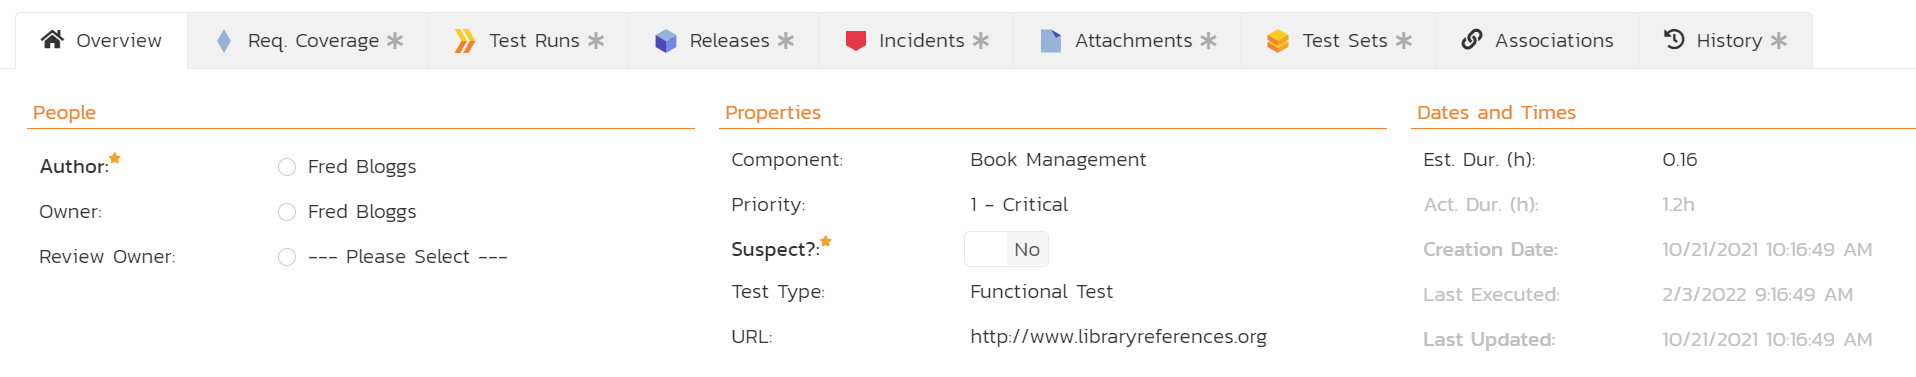 Overview Req. Coverage * Test Runs * Releases * Incidents * Attachments * Test Sets * Associations History *
People
Author:
Fred Bloggs
Owner:
Fred Bloggs
Review Owner:
--- Please Select ---
Properties
Component:
Book Management
Priority:
1 - Critical
Suspect?:
No
Test Type:
Functional Test
URL:
http://www.libraryreferences.org
Dates and Times
Est. Dur. (h):
0.16
Act. Dur. (h):
1.2h
Creation Date:
10/21/2021 10:16:49 AM
Last Executed:
2/3/2022 9:16:49 AM
Last Updated:
10/21/2021 10:16:49 AM